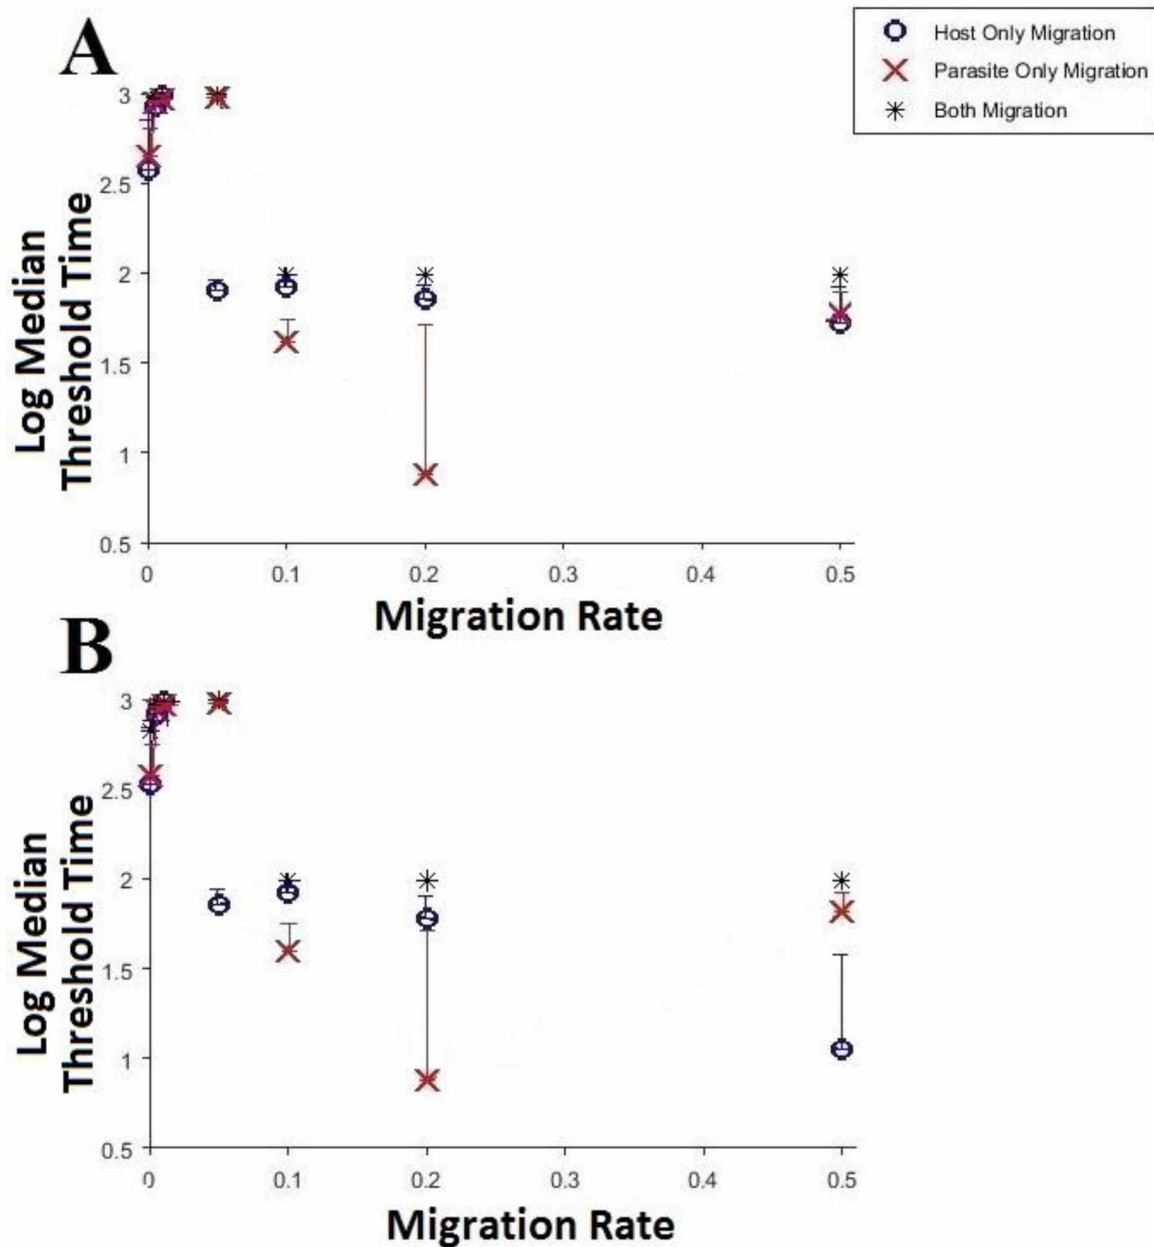 A
Host Only Migration
Parasite Only Migration
Both Migration
3
2.5
2
1.5
1
0.5
Log Median
Threshold Time
0
0.1
0.2
0.3
0.4
0.5
Migration Rate
B
3
2.5
2
1.5
1
0.5
Log Median
Threshold Time
0
0.1
0.2
0.3
0.4
0.5
Migration Rate